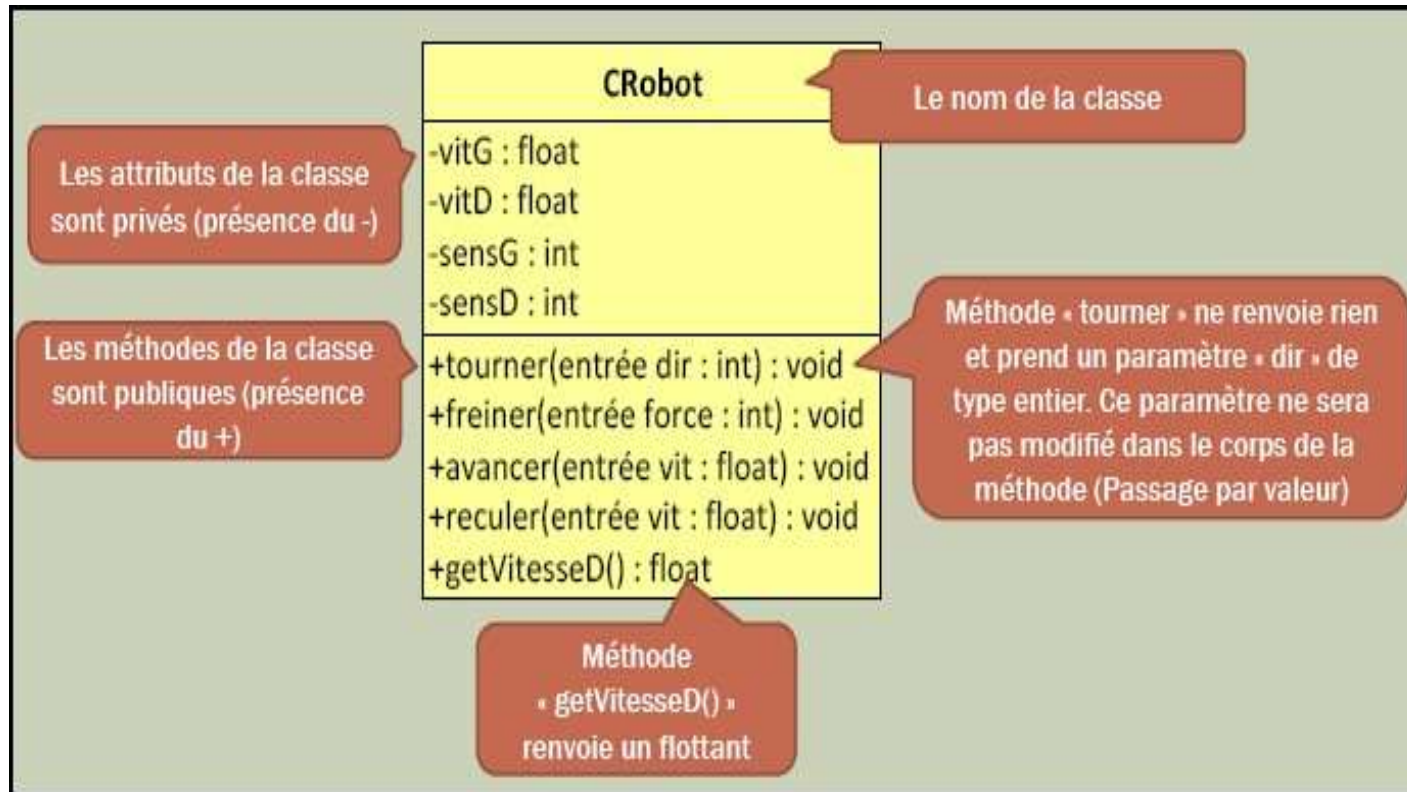 CRobot
Le nom de la classe
Les attributs de la classe
sont privés (présence du -)
-vitG : float
-vitD : float
-sensG : int
-sensD : int
Les méthodes de la classe
sont publiques (présence
du +)
+tourner(entrée dir : int) : void
+freiner(entrée force : int) : void
+avancer(entrée vit : float) : void
+reculer(entrée vit : float) : void
+getVitesseD() : float
Méthode « tourner » ne renvoie rien
et prend un paramètre « dir » de
type entier. Ce paramètre ne sera
pas modifié dans le corps de la
méthode (Passage par valeur)
Méthode
« getVitesseD() »
renvoie un flottant